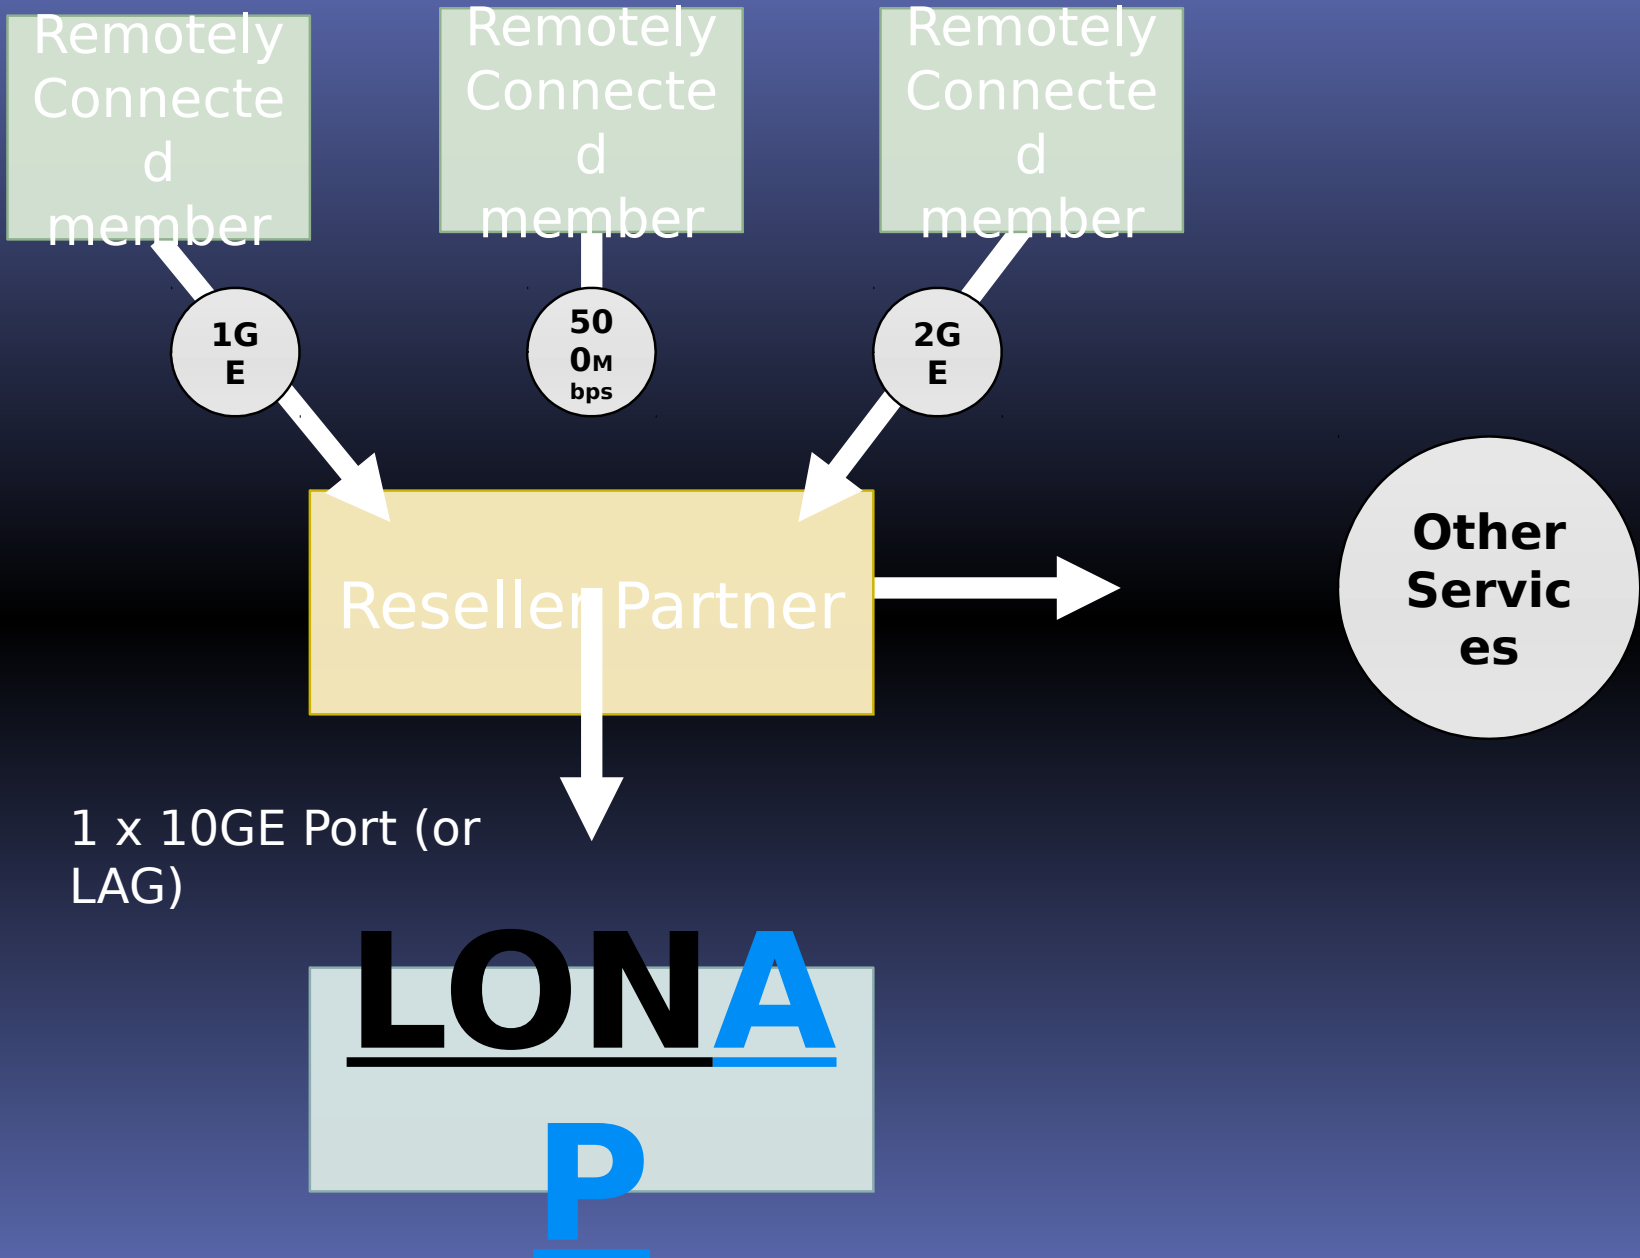 Remotely
Connecte
d
member
Remotely
Connecte
d
member
Remotely
Connecte
d
member
1G
E
50
0M
bps
2G
E
Reseller Partner
Other
Servic
es
1 x 10GE Port (or
LAG)
LONA
P